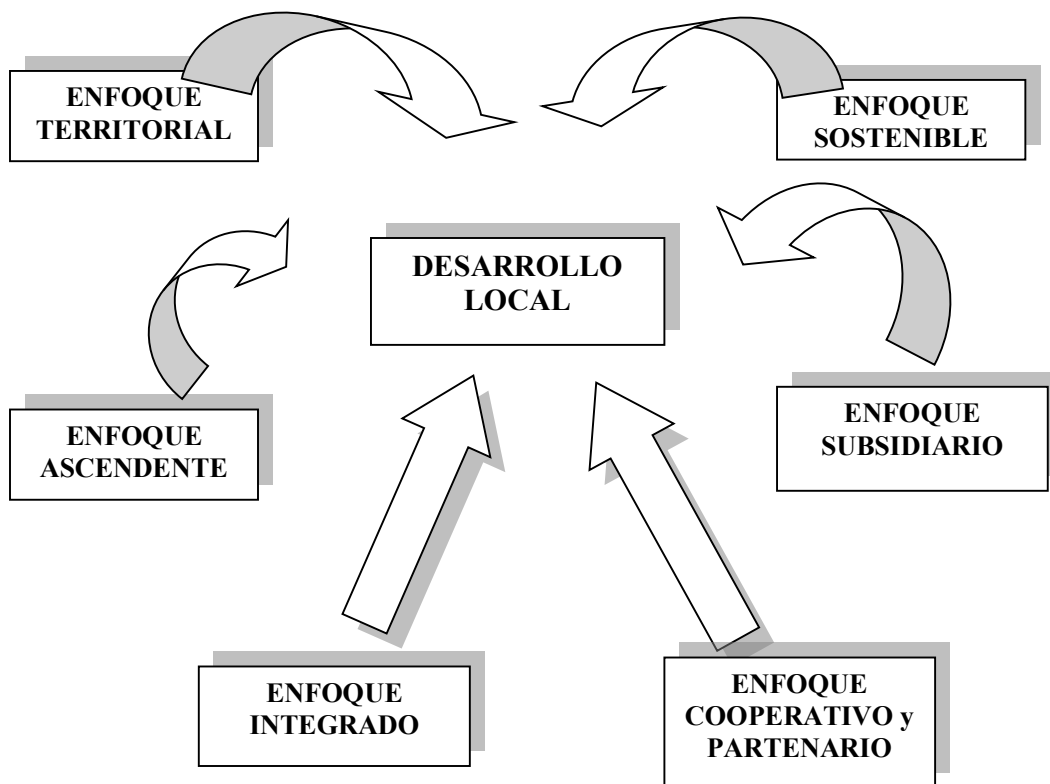 ENFOQUE
TERRITORIAL
ENFOQUE
SOSTENIBLE
DESARROLLO
LOCAL
ENFOQUE
ASCENDENTE
ENFOQUE
SUBSIDIARIO
ENFOQUE
INTEGRADO
ENFOQUE
COOPERATIVO y
PARTENARIO